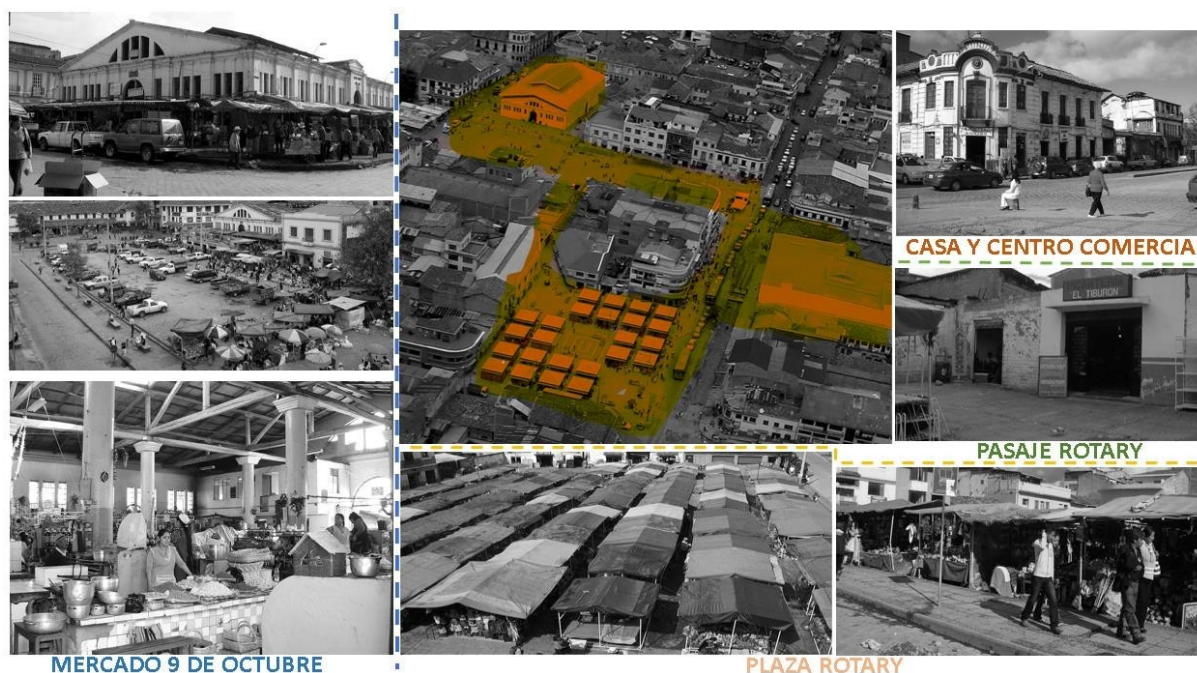 CASA Y CENTRO COMERCIA
EL TIBURON
PASAJE ROTARY
MERCADO 9 DE OCTUBRE
PLAZA ROTARY